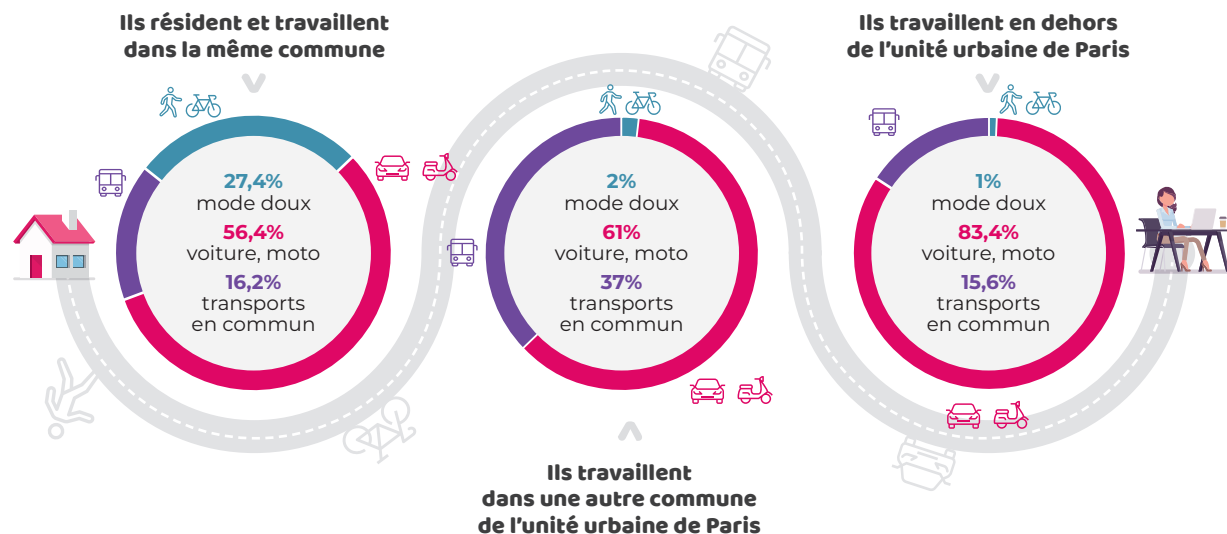 Ils résident et travaillent
dans la même commune
27,4%
mode doux
56,4%
voiture, moto
16,2%
transports
en commun
2%
mode doux
61%
voiture, moto
37%
transports
en commun
Ils travaillent
dans une autre commune
de l'unité urbaine de Paris
Ils travaillent en dehors
de l'unité urbaine de Paris
1%
mode doux
83,4%
voiture, moto
15,6%
transports
en commun